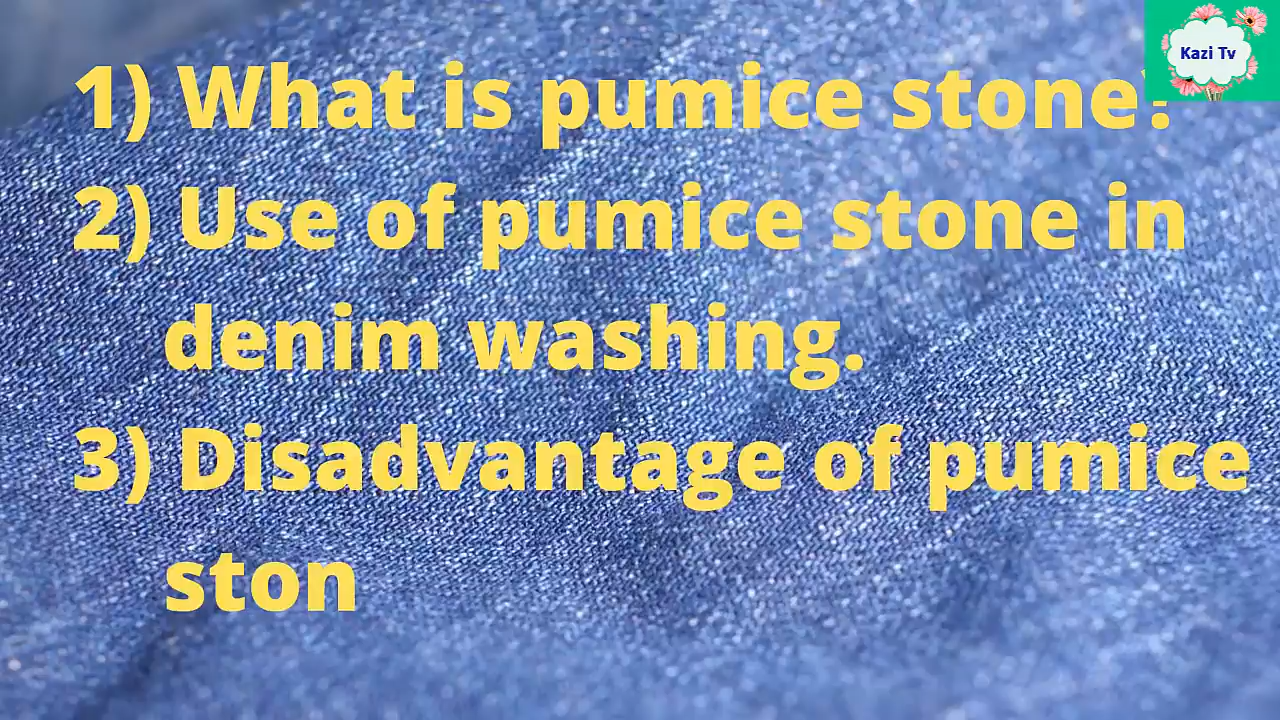 Kazi Tv
1) What is pumice stone?
2) Use of pumice stone in
denim washing.
3) Disadvantage of pumice
ston